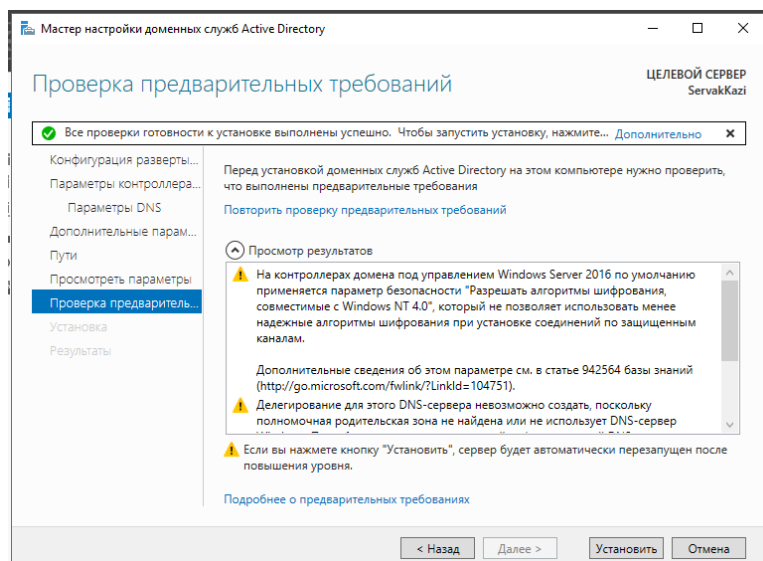 Мастер настройки доменных служб Active Directory
Проверка предварительных требований
ЦЕЛЕВОЙ СЕРВЕР
ServakKazi
Все проверки готовности к установке выполнены успешно. Чтобы запустить установку, нажмите... Дополнительно
Конфигурация разверты...
Параметры контроллера...
Параметры DNS
Дополнительные парам...
Пути
Просмотреть параметры
Проверка предваритель...
Установка
Результаты
Перед установкой доменных служб Active Directory на этом компьютере нужно проверить,
что выполнены предварительные требования
Повторить проверку предварительных требований
Просмотр результатов
На контроллерах домена под управлением Windows Server 2016 по умолчанию
применяется параметр безопасности "Разрешать алгоритмы шифрования,
совместимые с Windows NT 4.0", который не позволяет использовать менее
надежные алгоритмы шифрования при установке соединений по защищенным
каналам.
Дополнительные сведения об этом параметре см. в статье 942564 базы знаний
(http://go.microsoft.com/fwlink/?LinkId=104751).
Делегирование для этого DNS-сервера невозможно создать, поскольку
полномочная родительская зона не найдена или не использует DNS-сервер
Если вы нажмете кнопку "Установить", сервер будет автоматически перезапущен после
повышения уровня.
Подробнее о предварительных требованиях
< Назад
Далее >
Установить
Отмена